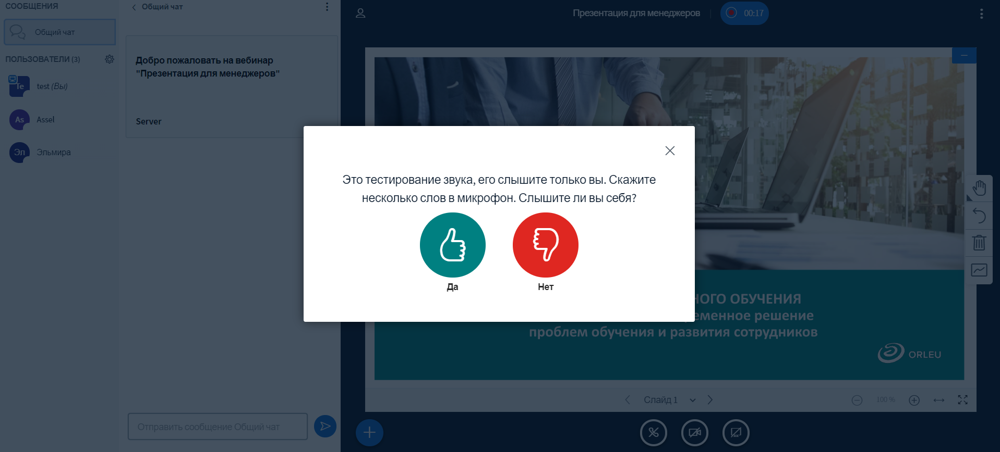 СООБЩЕНИЯ
Общий чат
ПОЛЬЗОВАТЕЛИ (3)
Te
test (Вы)
As
Assel
Эл
Эльмира
Общий чат
Добро пожаловать на вебинар
"Презентация для менеджеров"
Server
Отправить сообщение Общий чат
Презентация для менеджеров
00:17
Это тестирование звука, его слышите только вы. Скажите
несколько слов в микрофон. Слышите ли вы себя?
Да
Нет
НОГО ОБУЧЕНИЯ
еменное решение
проблем обучения и развития сотрудников
ORLEU
Слайд 1
100 %